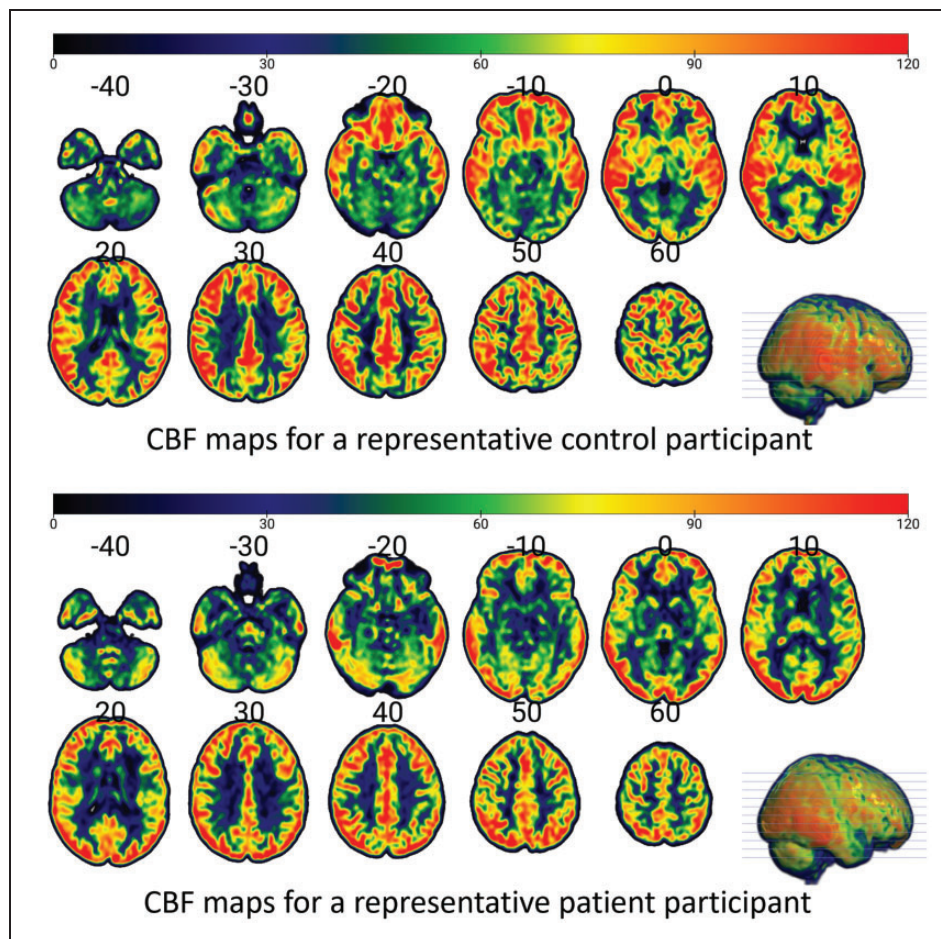 0 30 60 90 120
-40 -30 -20 -10 0 10
20 30 40 50 60
CBF maps for a representative control participant
0 30 60 90 120
-40 -30 -20 -10 0 10
20 30 40 50 60
CBF maps for a representative patient participant